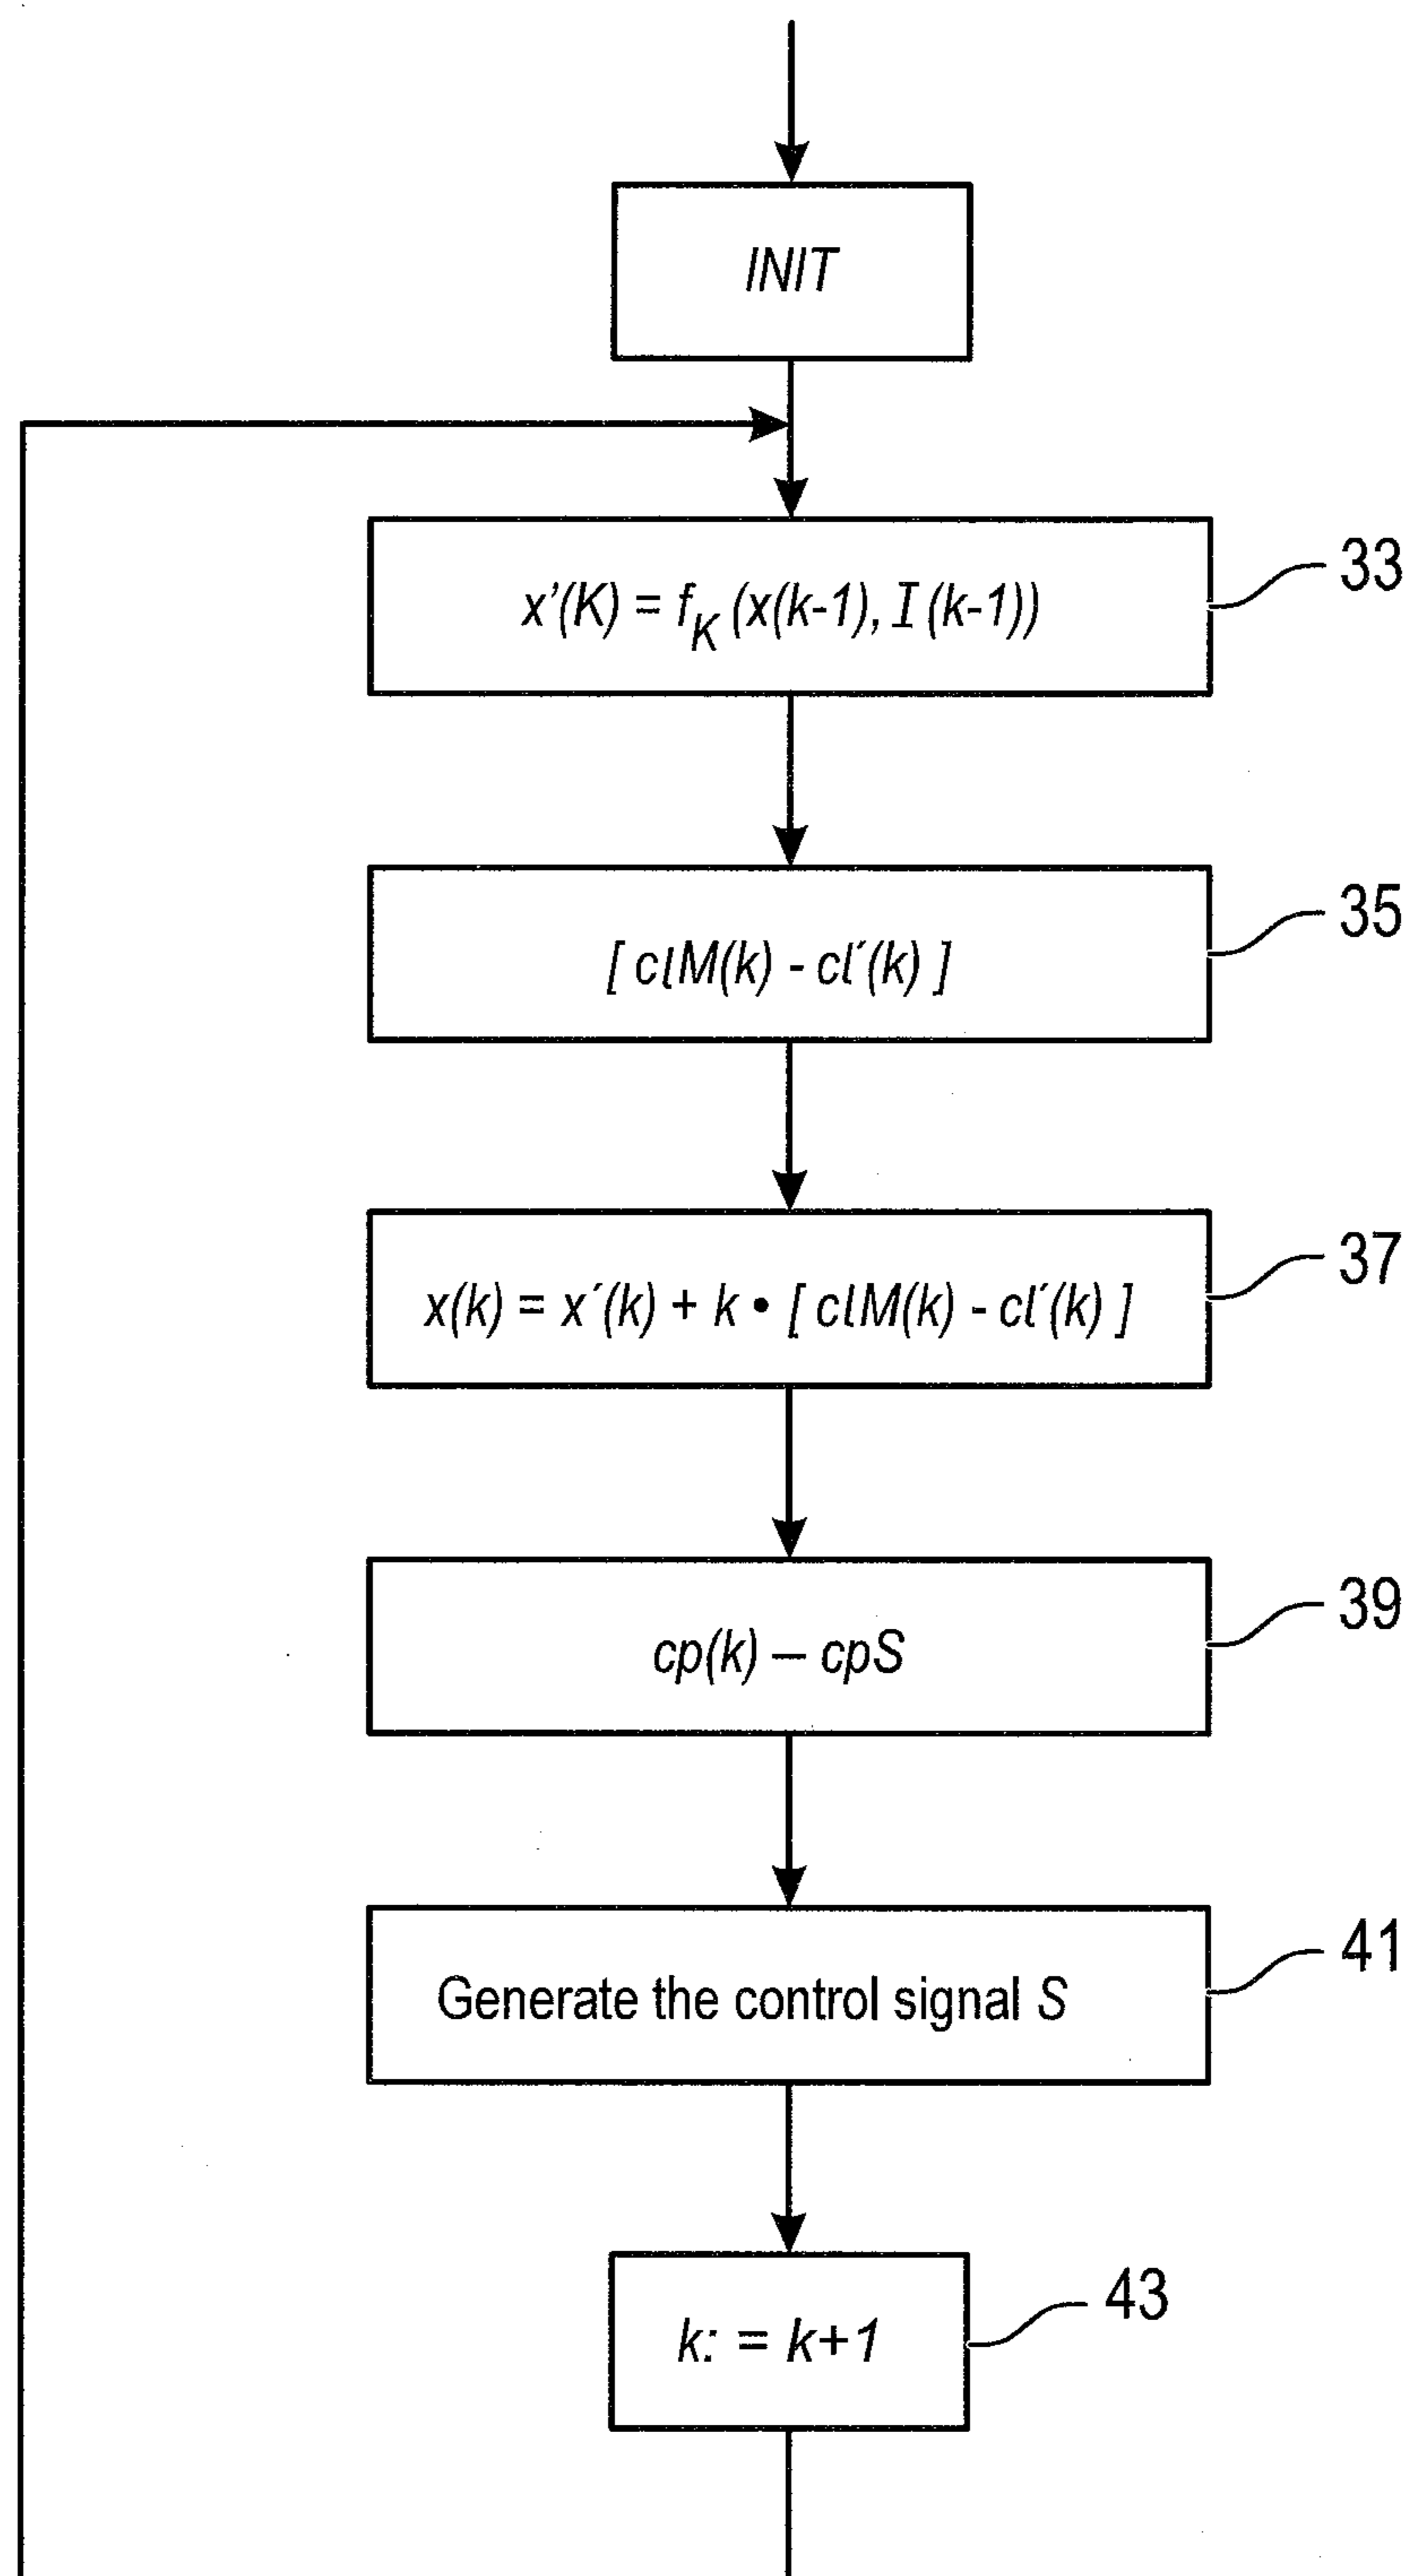 INIT
x'(K) = f_K (x(k-1), I (k-1))
33
[ clM(k) - cl´(k) ]
35
x(k) = x´(k) + k • [ clM(k) - cl´(k) ]
37
cp(k) – cpS
39
Generate the control signal S
41
k: = k+1
43